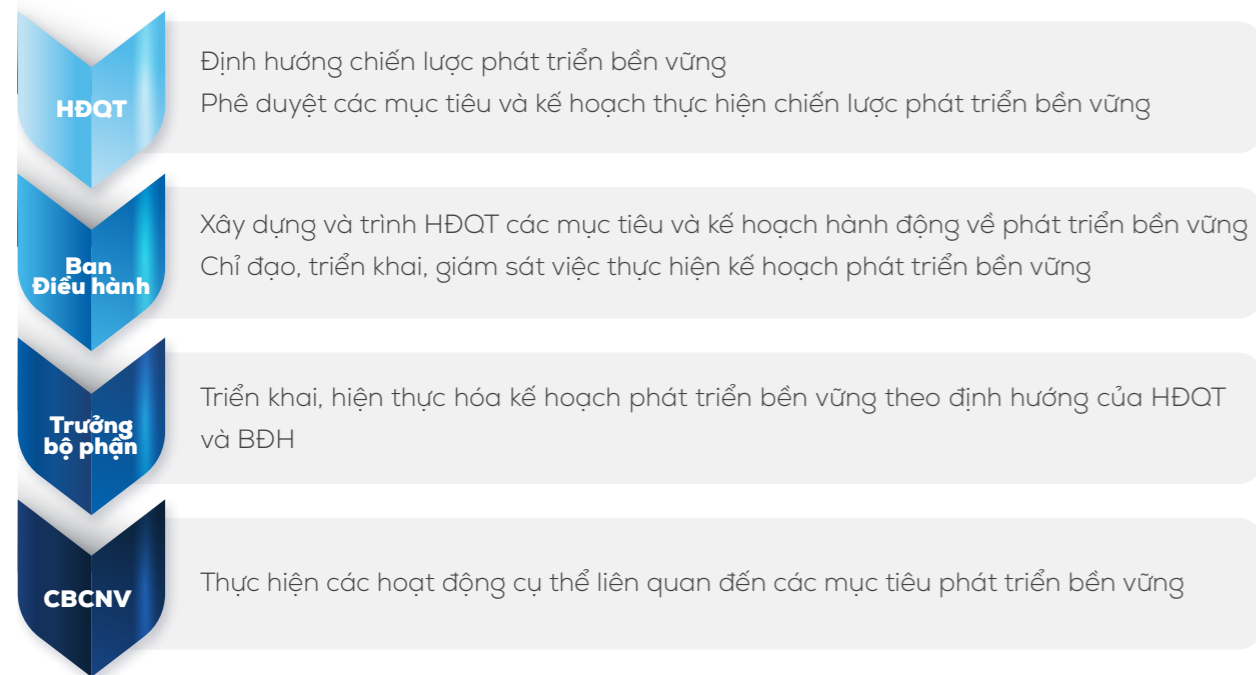 HĐQT
Định hướng chiến lược phát triển bền vững
Phê duyệt các mục tiêu và kế hoạch thực hiện chiến lược phát triển bền vững
Ban
Điều hành
Xây dựng và trình HĐQT các mục tiêu và kế hoạch hành động về phát triển bền vững
Chỉ đạo, triển khai, giám sát việc thực hiện kế hoạch phát triển bền vững
Trưởng
bộ phận
Triển khai, hiện thực hóa kế hoạch phát triển bền vững theo định hướng của HĐQT
và BĐH
CBCNV
Thực hiện các hoạt động cụ thể liên quan đến các mục tiêu phát triển bền vững